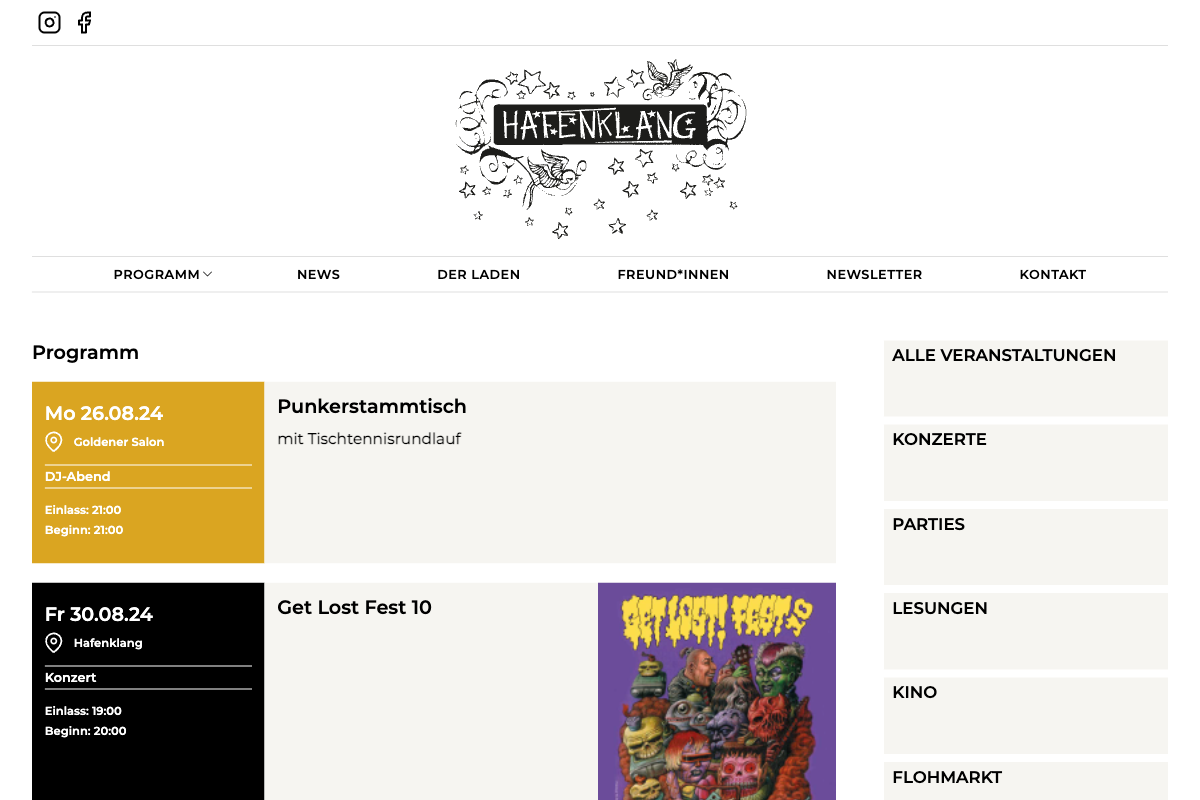 HAFENKLANG
PROGRAMM
NEWS
DER LADEN
FREUND*INNEN
NEWSLETTER
KONTAKT
Programm
Mo 26.08.24
Goldener Salon
DJ-Abend
Einlass: 21:00
Beginn: 21:00
Punkerstammtisch
mit Tischtennisrundlauf
Fr 30.08.24
Hafenklang
Konzert
Einlass: 19:00
Beginn: 20:00
Get Lost Fest 10
GET LOST! FEST 10
ALLE VERANSTALTUNGEN
KONZERTE
PARTIES
LESUNGEN
KINO
FLOHMARKT